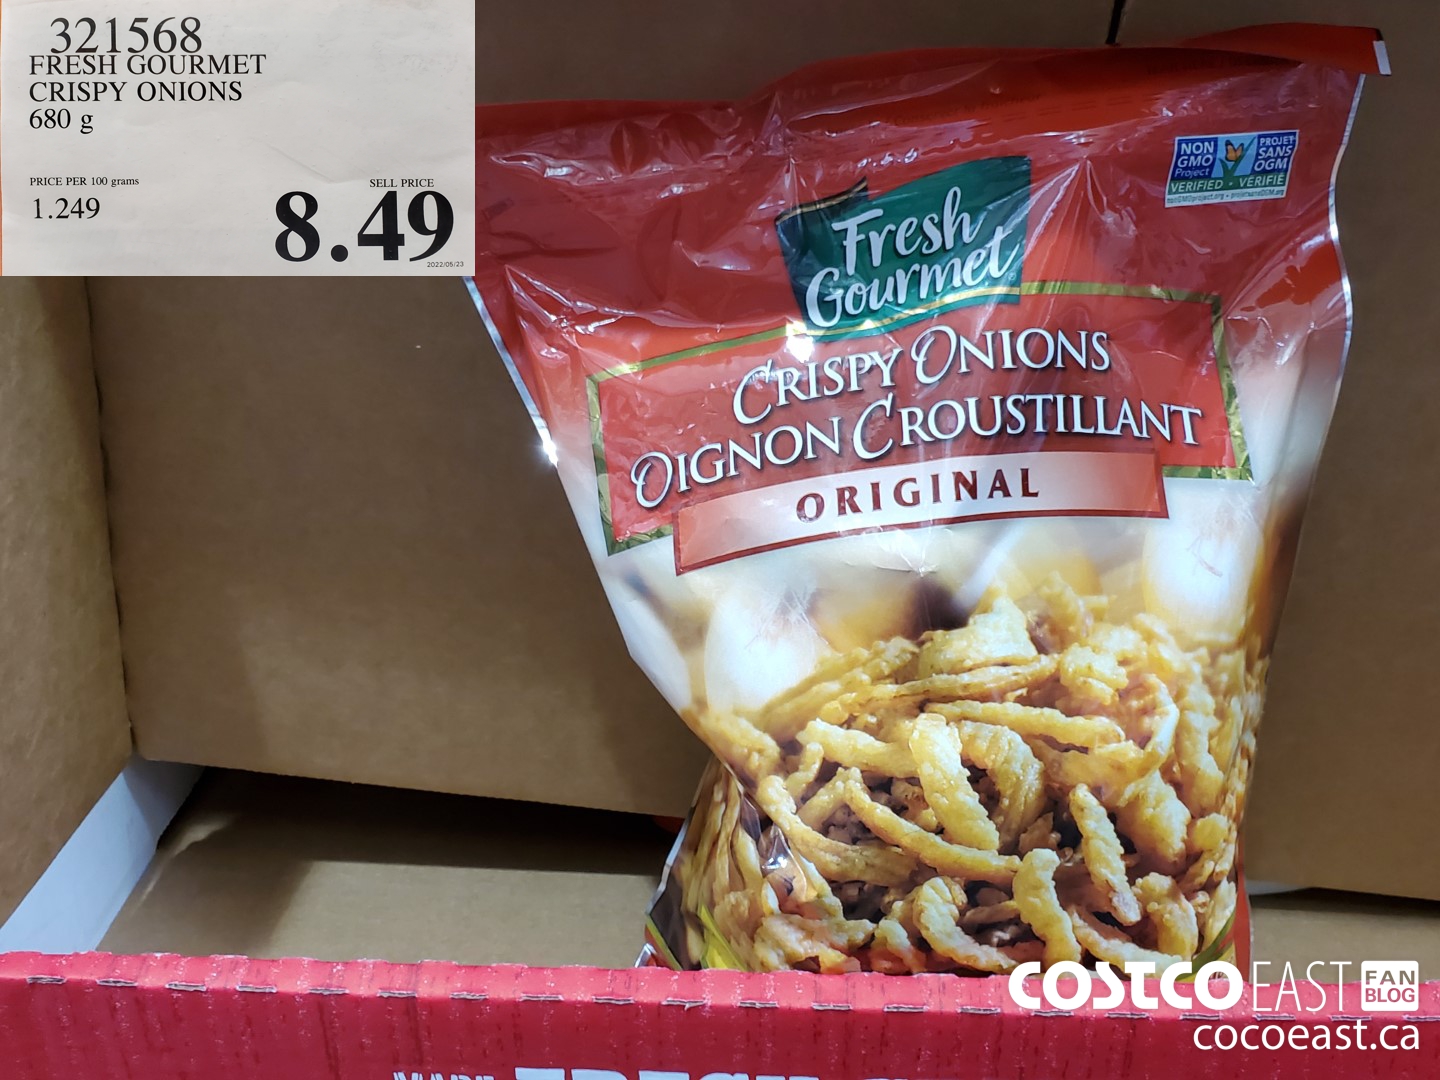 321568
FRESH GOURMET
CRISPY ONIONS
680 g
PRICE PER 100 grams
1.249
SELL PRICE
8.49
2022/05/23
NON
GMO
Project
PROJET
SANS
OGM
VERIFIED • VÉRIFIÉ
Fresh
Gourmet
CRISPY ONIONS
OIGNON CROUSTILLANT
ORIGINAL
COSTCO EAST FAN
BLOG
cocoeast.ca